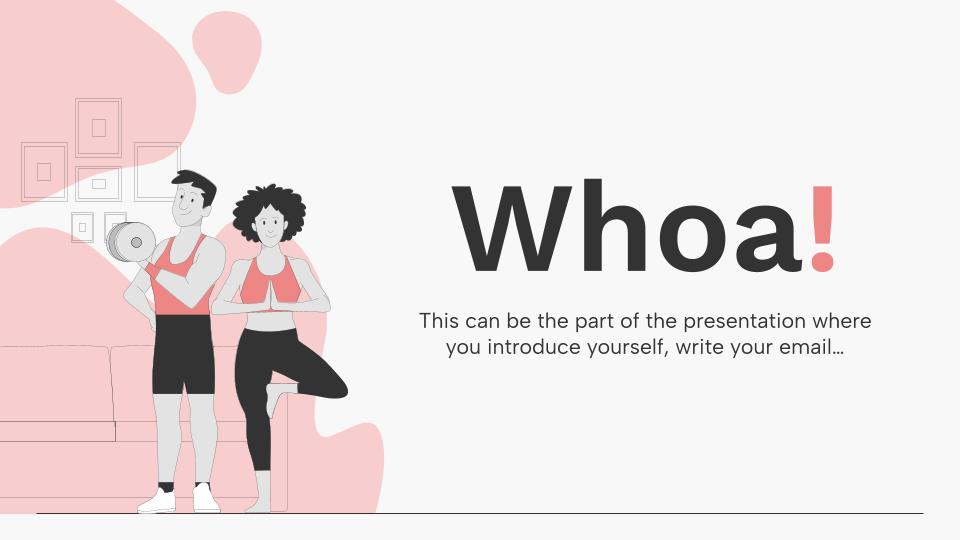 Whoa!
This can be the part of the presentation where
you introduce yourself, write your email…